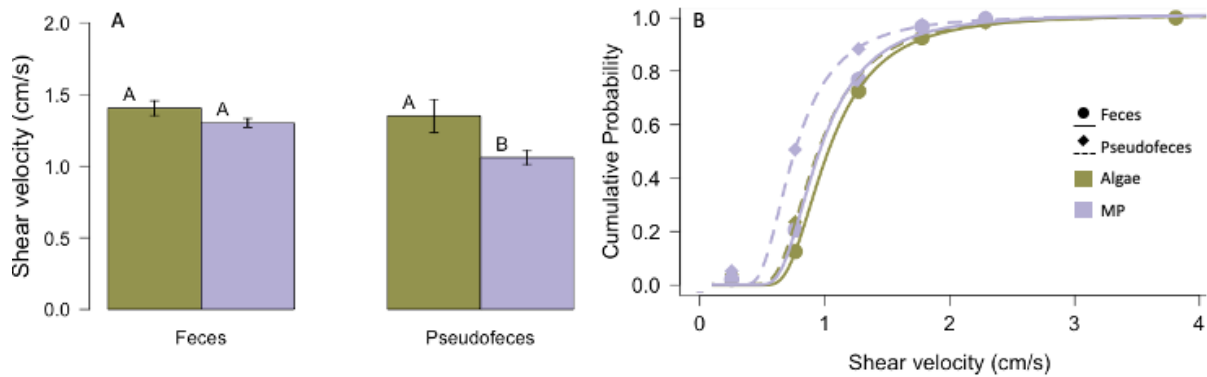 A
Shear velocity (cm/s)
2.0
1.5
1.0
0.5
0.0
A
A
A
B
Feces
Pseudofeces
B
Cumulative Probability
1.0
0.8
0.6
0.4
0.2
0.0
Feces
Pseudofeces
Algae
MP
0 1 2 3 4
Shear velocity (cm/s)